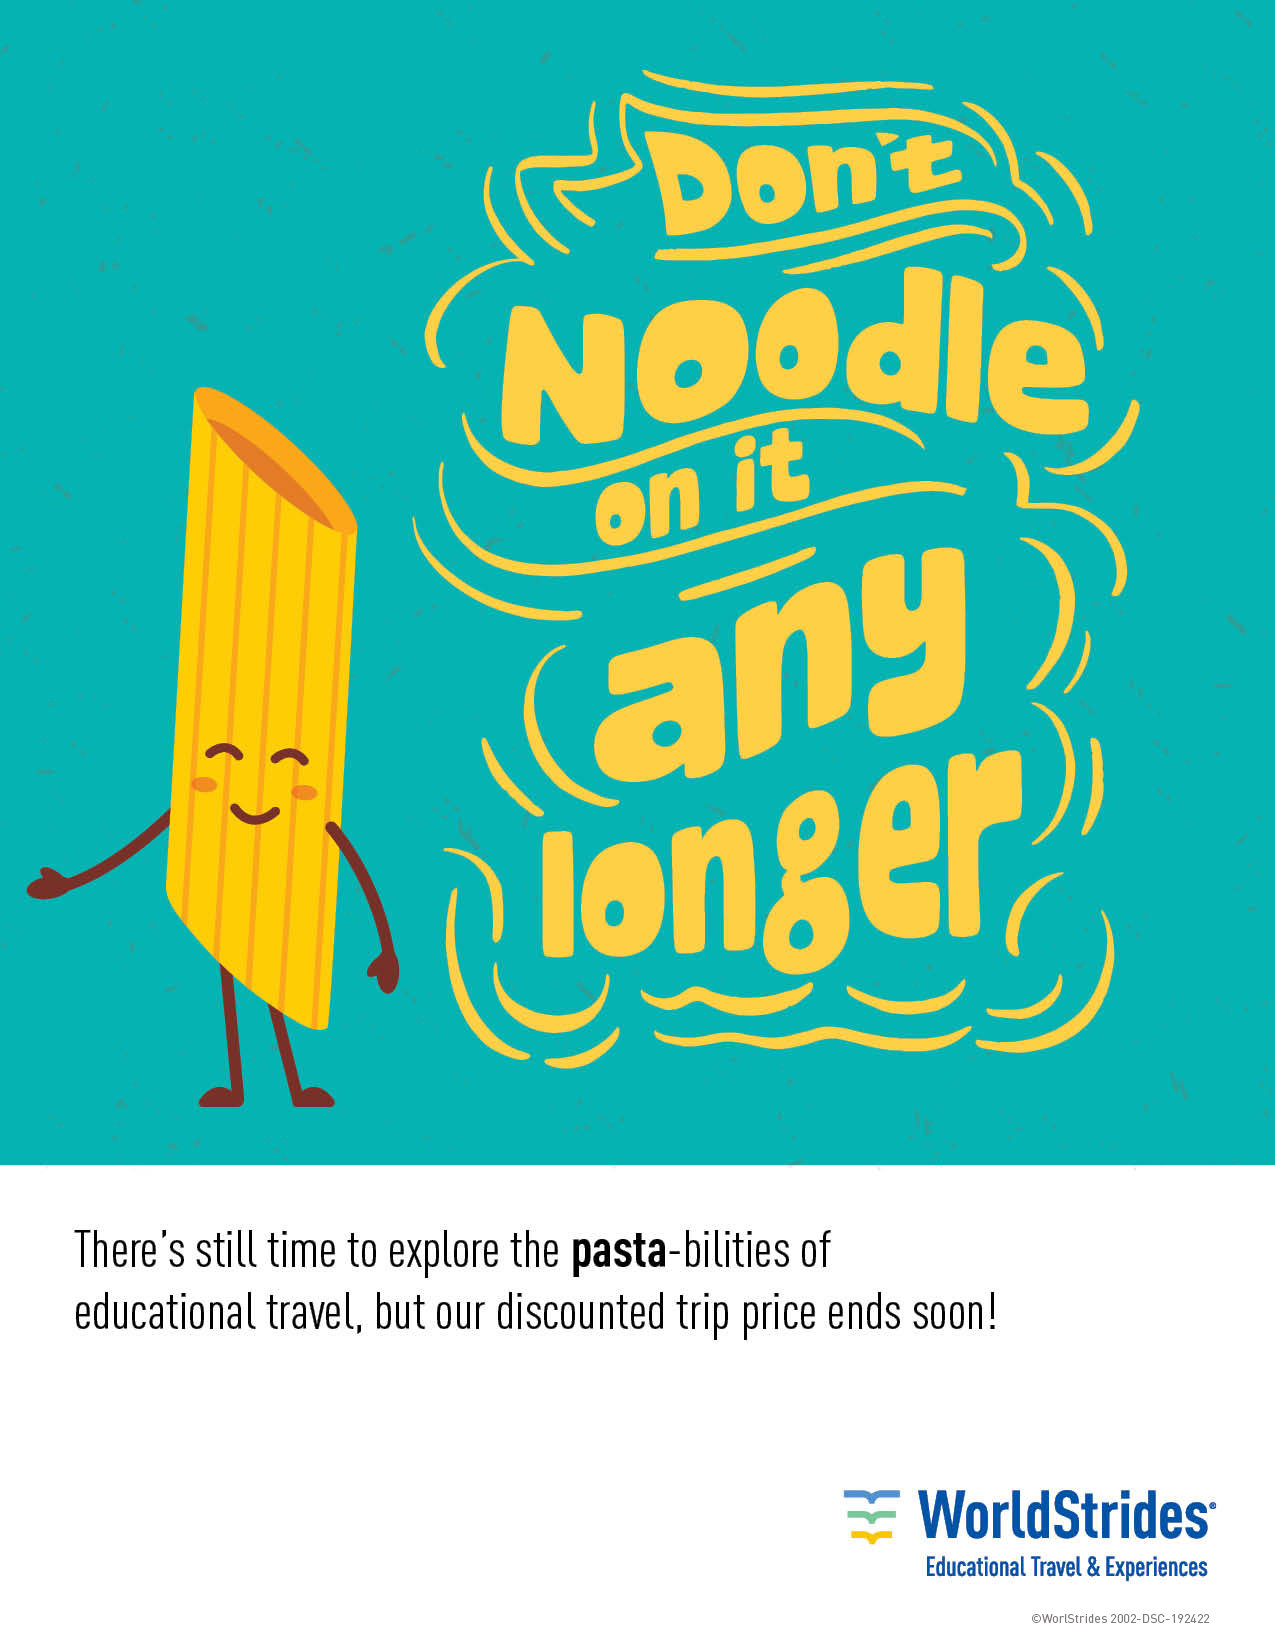 Don't
Noodle
on it
any
longer
There's still time to explore the pasta-bilities of
educational travel, but our discounted trip price ends soon!
WorldStrides®
Educational Travel & Experiences
©WorlStrides 2002-DSC-192422